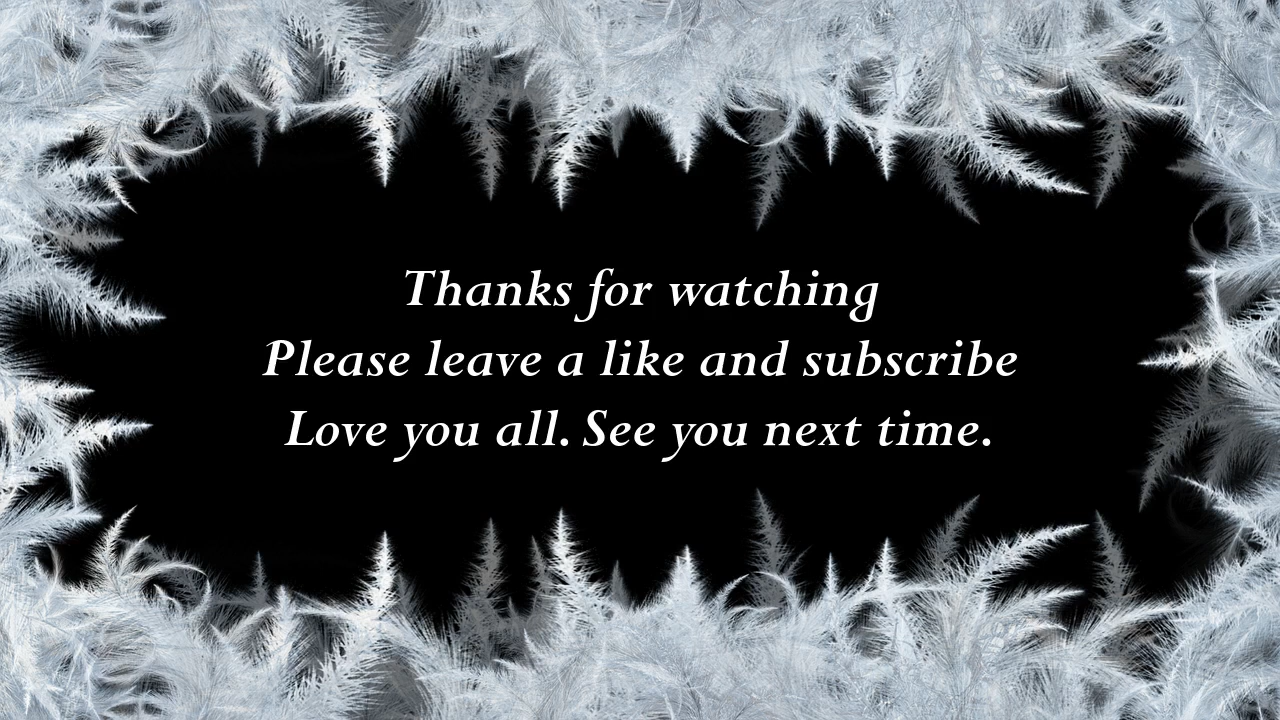 Thanks for watching
Please leave a like and subscribe
Love you all. See you next time.